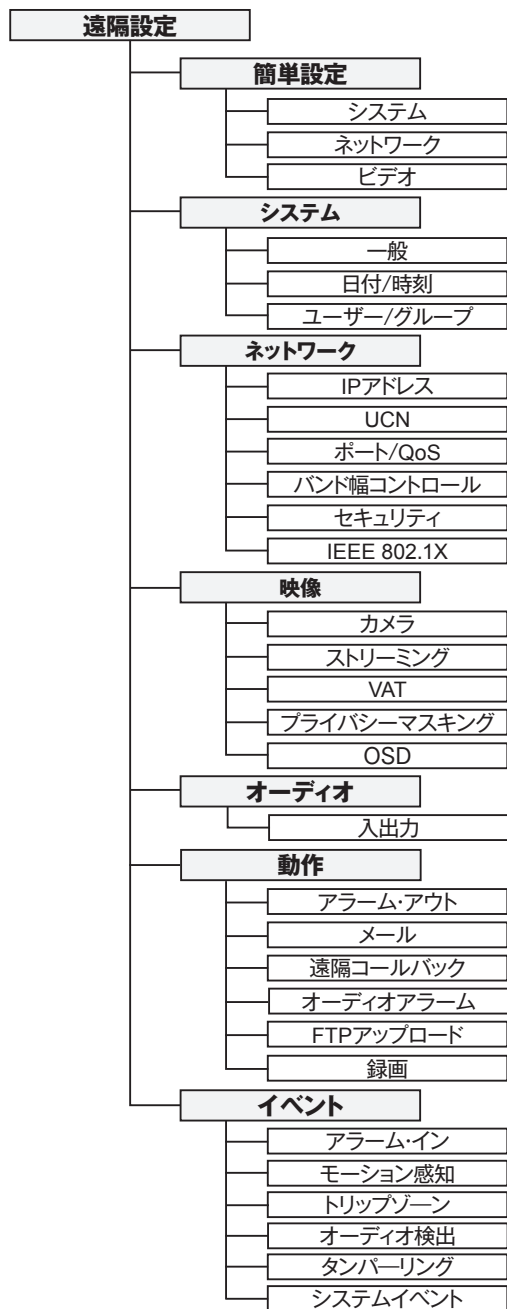 遠隔設定
簡単設定
システム
ネットワーク
ビデオ
システム
一般
日付/時刻
ユーザー/グループ
ネットワーク
IPアドレス
UCN
ポート/QoS
バンド幅コントロール
セキュリティ
IEEE 802.1X
映像
カメラ
ストリーミング
VAT
プライバシーマスキング
OSD
オーディオ
入出力
動作
アラーム·アウト
メール
遠隔コールバック
オーディオアラーム
FTPアップロード
録画
イベント
アラーム·イン
モーション感知
トリップゾ―ン
オーディオ検出
タンパ―リング
システムイベント